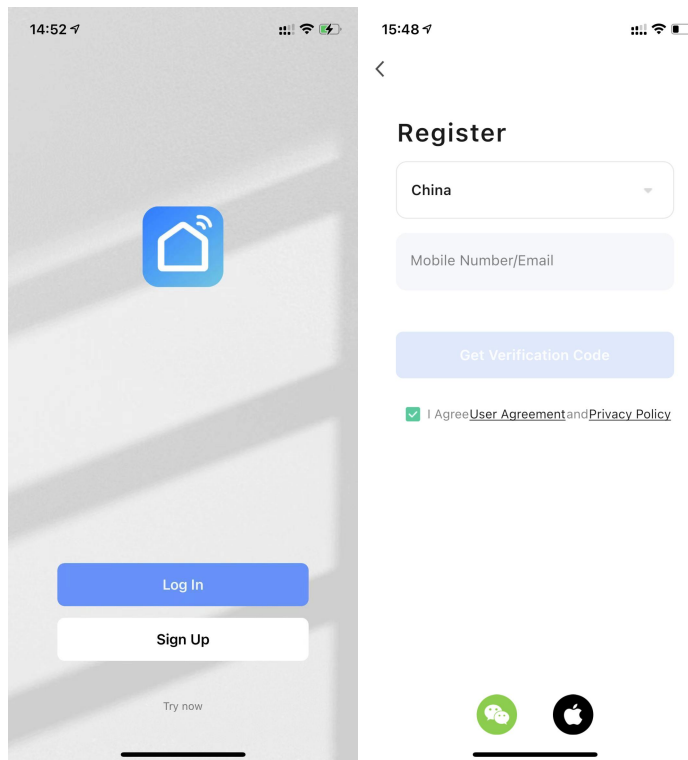 14:52
Log In
Sign Up
Try now
15:48
Register
China
Mobile Number/Email
Get Verification Code
I AgreeUser AgreementandPrivacy Policy